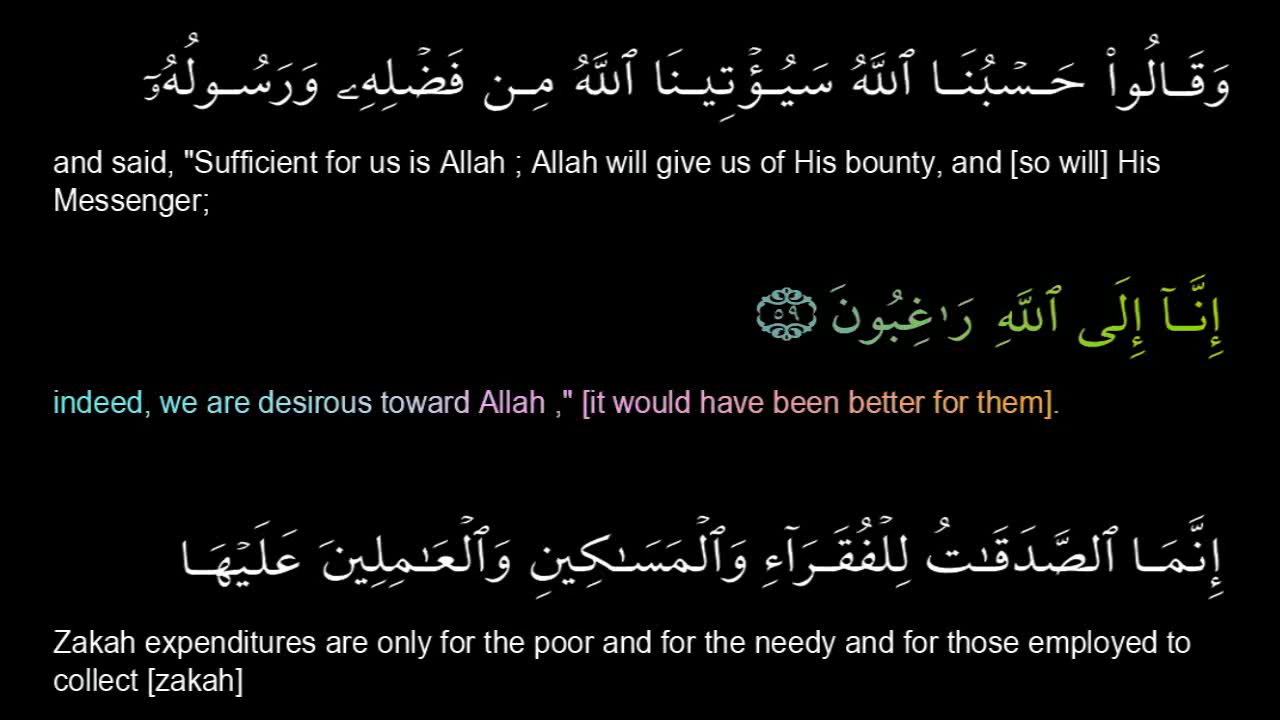 وَقَالُوا۟ حَسْبُنَا ٱللَّهُ سَيُؤْتِينَا ٱللَّهُ مِن فَضْلِهِۦ وَرَسُولُهُۥٓ
and said, "Sufficient for us is Allah ; Allah will give us of His bounty, and [so will] His
Messenger;
إِنَّآ إِلَى ٱللَّهِ رَٰغِبُونَ ٥٩
indeed, we are desirous toward Allah ," [it would have been better for them].
إِنَّمَا ٱلصَّدَقَٰتُ لِلْفُقَرَآءِ وَٱلْمَسَٰكِينِ وَٱلْعَٰمِلِينَ عَلَيْهَا
Zakah expenditures are only for the poor and for the needy and for those employed to
collect [zakah]